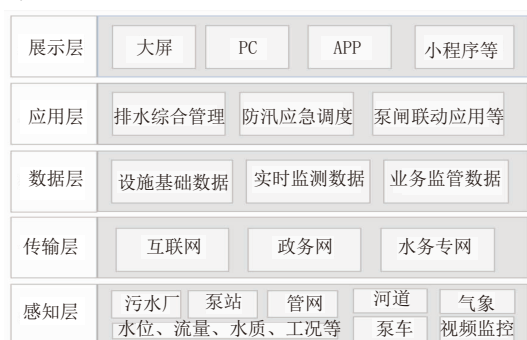 展示层 大屏 PC APP 小程序等
应用层 排水综合管理 防汛应急调度 泵闸联动应用等
数据层 设施基础数据 实时监测数据 业务监管数据
传输层 互联网 政务网 水务专网
感知层 污水厂 泵站 管网 河道 气象
水位、流量、水质、工况等 泵车 视频监控